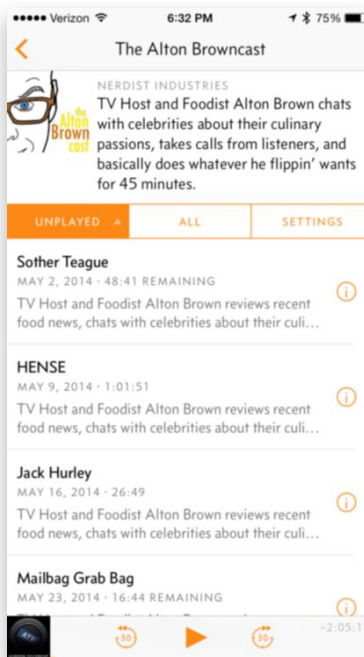 Verizon 6:32 PM 75%
The Alton Browncast
NERDIST INDUSTRIES
TV Host and Foodist Alton Brown chats
with celebrities about their culinary
passions, takes calls from listeners, and
basically does whatever he flippin' wants
for 45 minutes.
the
Alton
Brown
cast
UNPLAYED ALL SETTINGS
Sother Teague
MAY 2, 2014 · 48:41 REMAINING
TV Host and Foodist Alton Brown reviews recent
food news, chats with celebrities about their culi...
HENSE
MAY 9, 2014 · 1:01:51
TV Host and Foodist Alton Brown reviews recent
food news, chats with celebrities about their culi...
Jack Hurley
MAY 16, 2014 · 26:49
TV Host and Foodist Alton Brown reviews recent
food news, chats with celebrities about their culi...
Mailbag Grab Bag
MAY 23, 2014 · 16:44 REMAINING
30 30